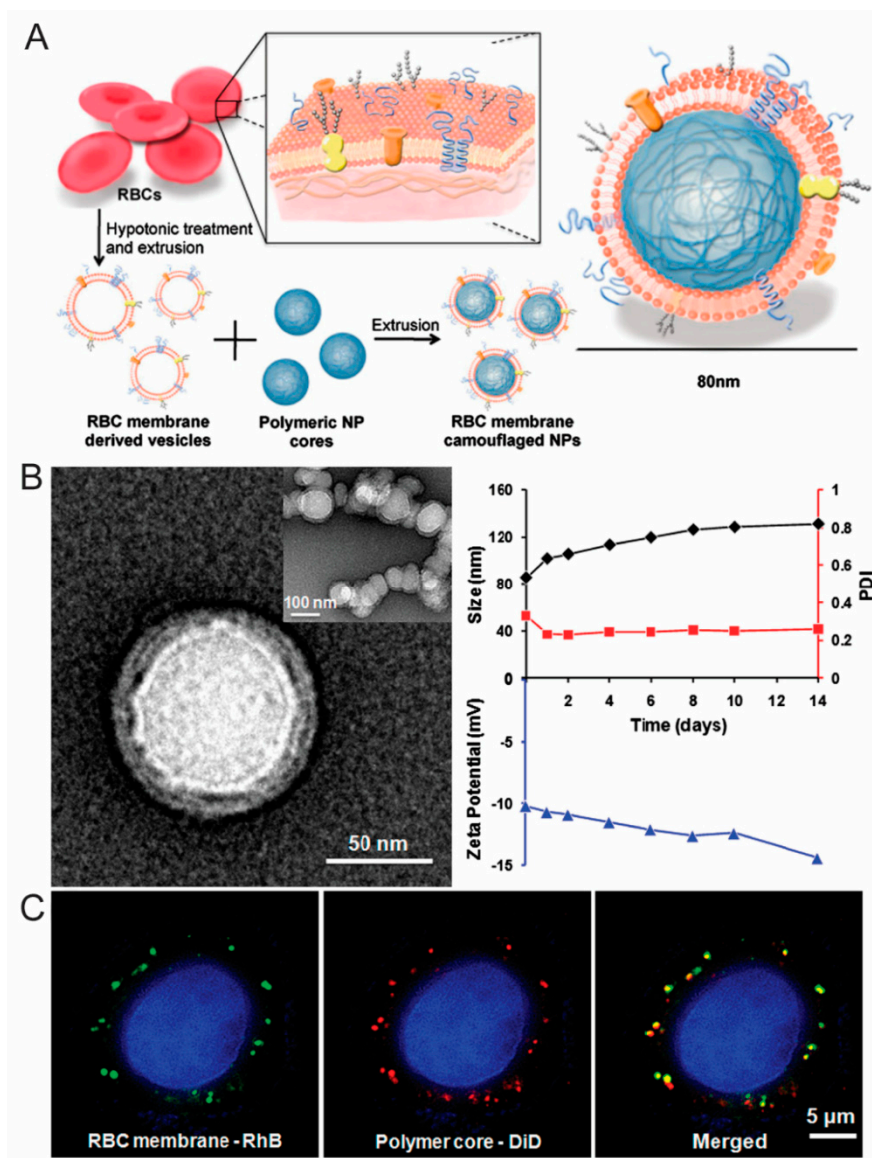 A
RBCs
Hypotonic treatment
and extrusion
Extrusion
RBC membrane
derived vesicles
Polymeric NP
cores
RBC membrane
camouflaged NPs
80nm
B
100 nm
50 nm
160
120
80
40
0
Size (nm)
1
0.8
0.6
0.4
0.2
0
PDI
2 4 6 8 10 12 14
Time (days)
-5
-10
-15
Zeta Potential (mV)
C
RBC membrane - RhB
Polymer core - DiD
Merged
5 µm